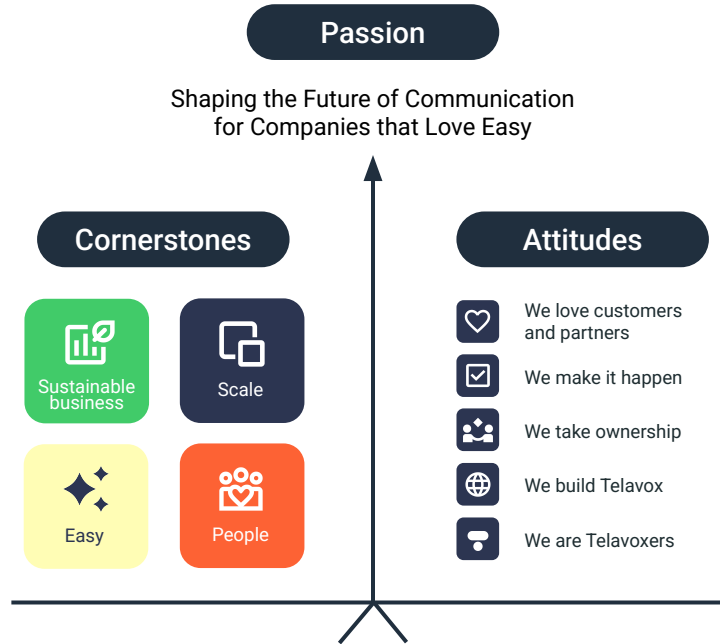 Passion
Shaping the Future of Communication
for Companies that Love Easy
Cornerstones
Sustainable
business
Scale
Easy
People
Attitudes
We love customers
and partners
We make it happen
We take ownership
We build Telavox
We are Telavoxers